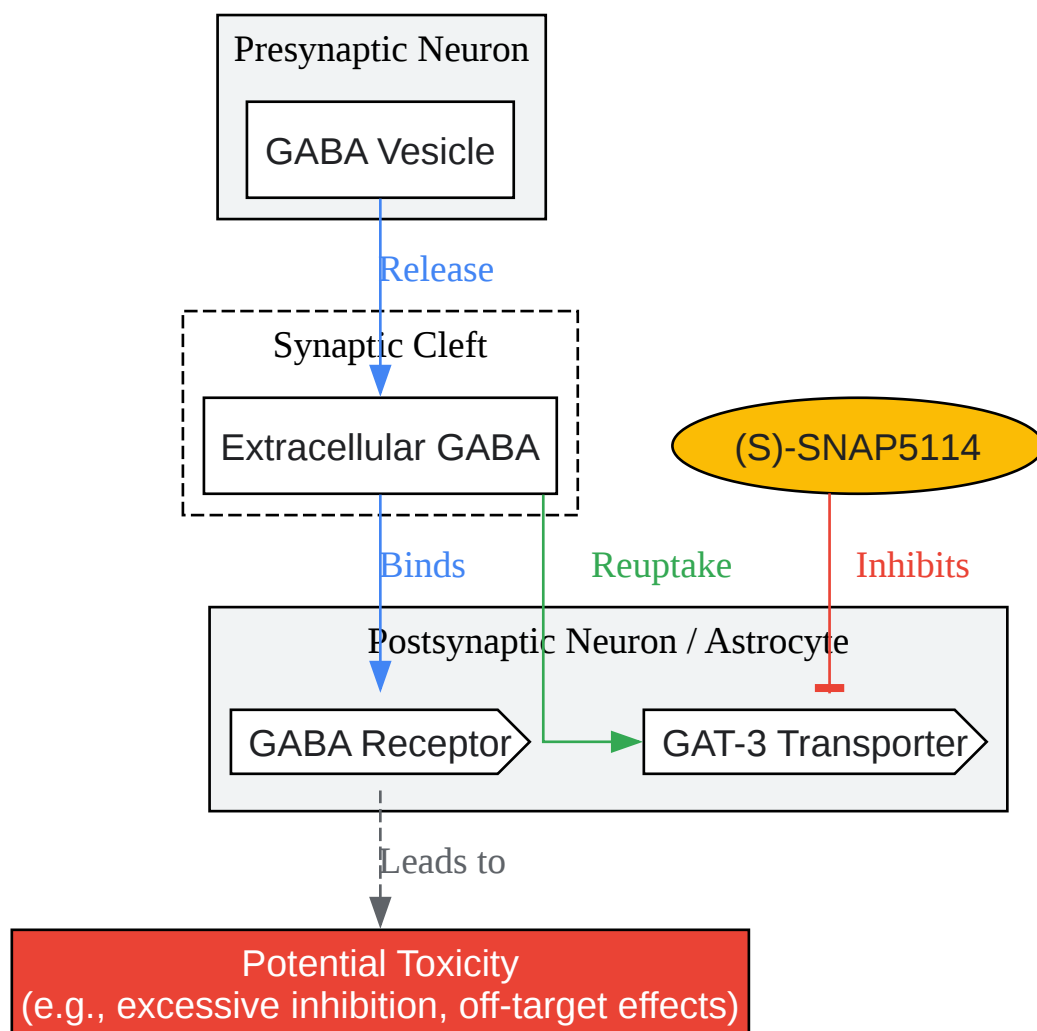 Presynaptic Neuron
GABA Vesicle
Release
Synaptic Cleft
Extracellular GABA
(S)-SNAP5114
Binds
Reuptake
Inhibits
Postsynaptic Neuron / Astrocyte
GABA Receptor
GAT-3 Transporter
Leads to
Potential Toxicity
(e.g., excessive inhibition, off-target effects)